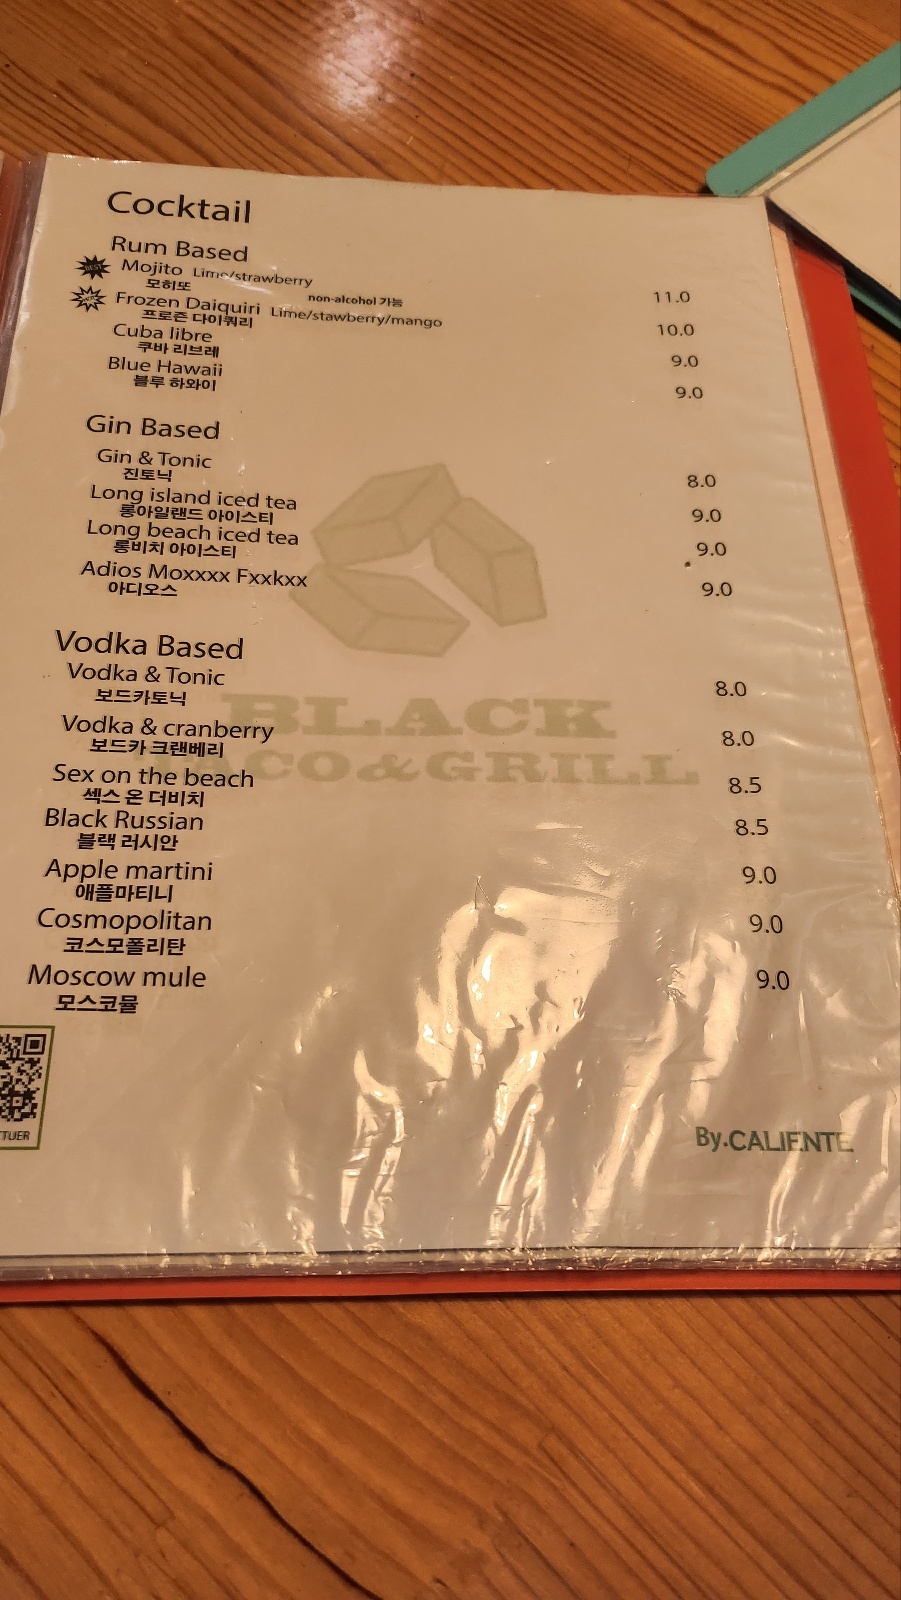 Cocktail
Rum Based
BEST Mojito Lime/strawberry 11.0
모히또
non-alcohol 가능
Frozen Daiquiri Lime/stawberry/mango 10.0
프로즌 다이쿼리
Cuba libre 9.0
쿠바 리브레
Blue Hawaii 9.0
블루 하와이
Gin Based
Gin & Tonic 8.0
진토닉
Long island iced tea 9.0
롱아일랜드 아이스티
Long beach iced tea 9.0
롱비치 아이스티
Adios Moxxxx Fxxkxx 9.0
아디오스
Vodka Based
Vodka & Tonic 8.0
보드카토닉
Vodka & cranberry 8.0
보드카 크랜베리
Sex on the beach 8.5
섹스 온 더비치
Black Russian 8.5
블랙 러시안
Apple martini 9.0
애플마티니
Cosmopolitan 9.0
코스모폴리탄
Moscow mule 9.0
모스코뮬
BLACK
TACO&GRILL
TTUER
By.CALIENTE